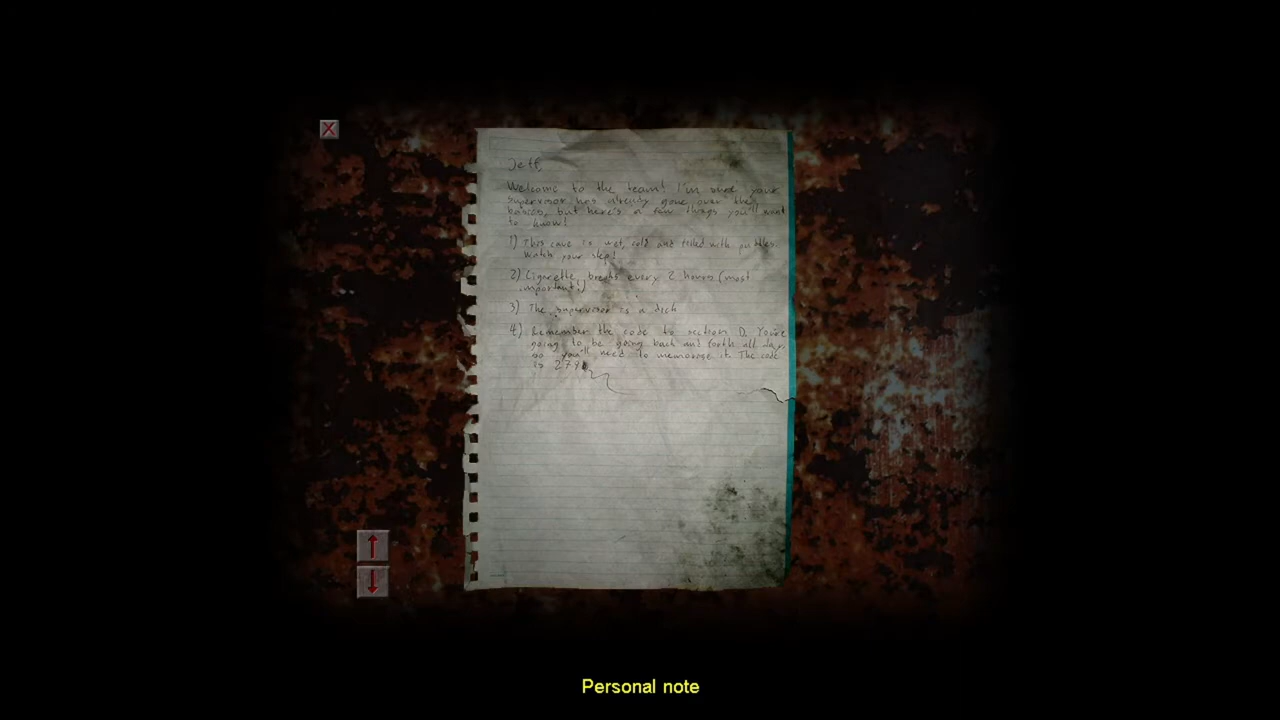 Jeff,
Welcome to the team! I'm sure your
supervisor has already gone over the
basics, but here's a few things you'll want
to know!
1) This cave is wet, cold and filled with puddles.
Watch your step!
2) Cigarette breaks every 2 hours (most
important!)
3) The supervisor is a dick
4) Remember the code to section D. You're
going to be going back and forth all day,
so you'll need to memorize it. The code
is 279
Personal note